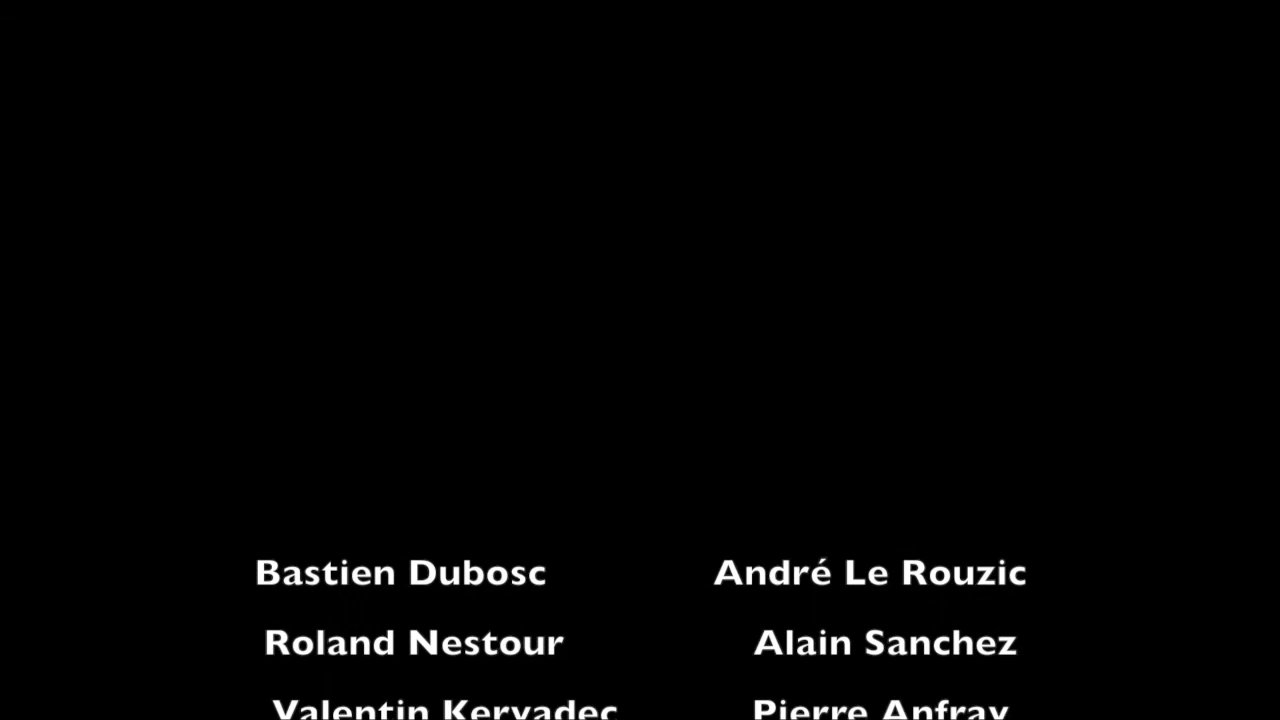 Bastien Dubosc André Le Rouzic
Roland Nestour Alain Sanchez
Valentin Kervadec Pierre Anfray